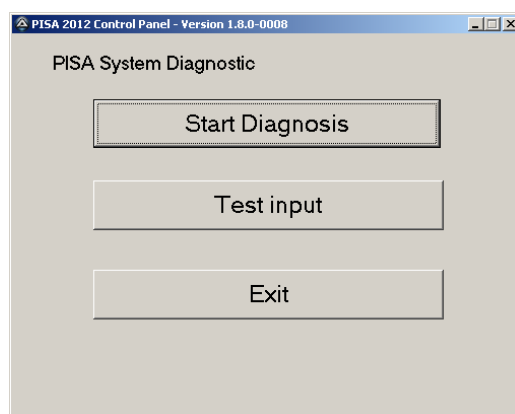 PISA 2012 Control Panel - Version 1.8.0-0008
PISA System Diagnostic
Start Diagnosis
Test input
Exit